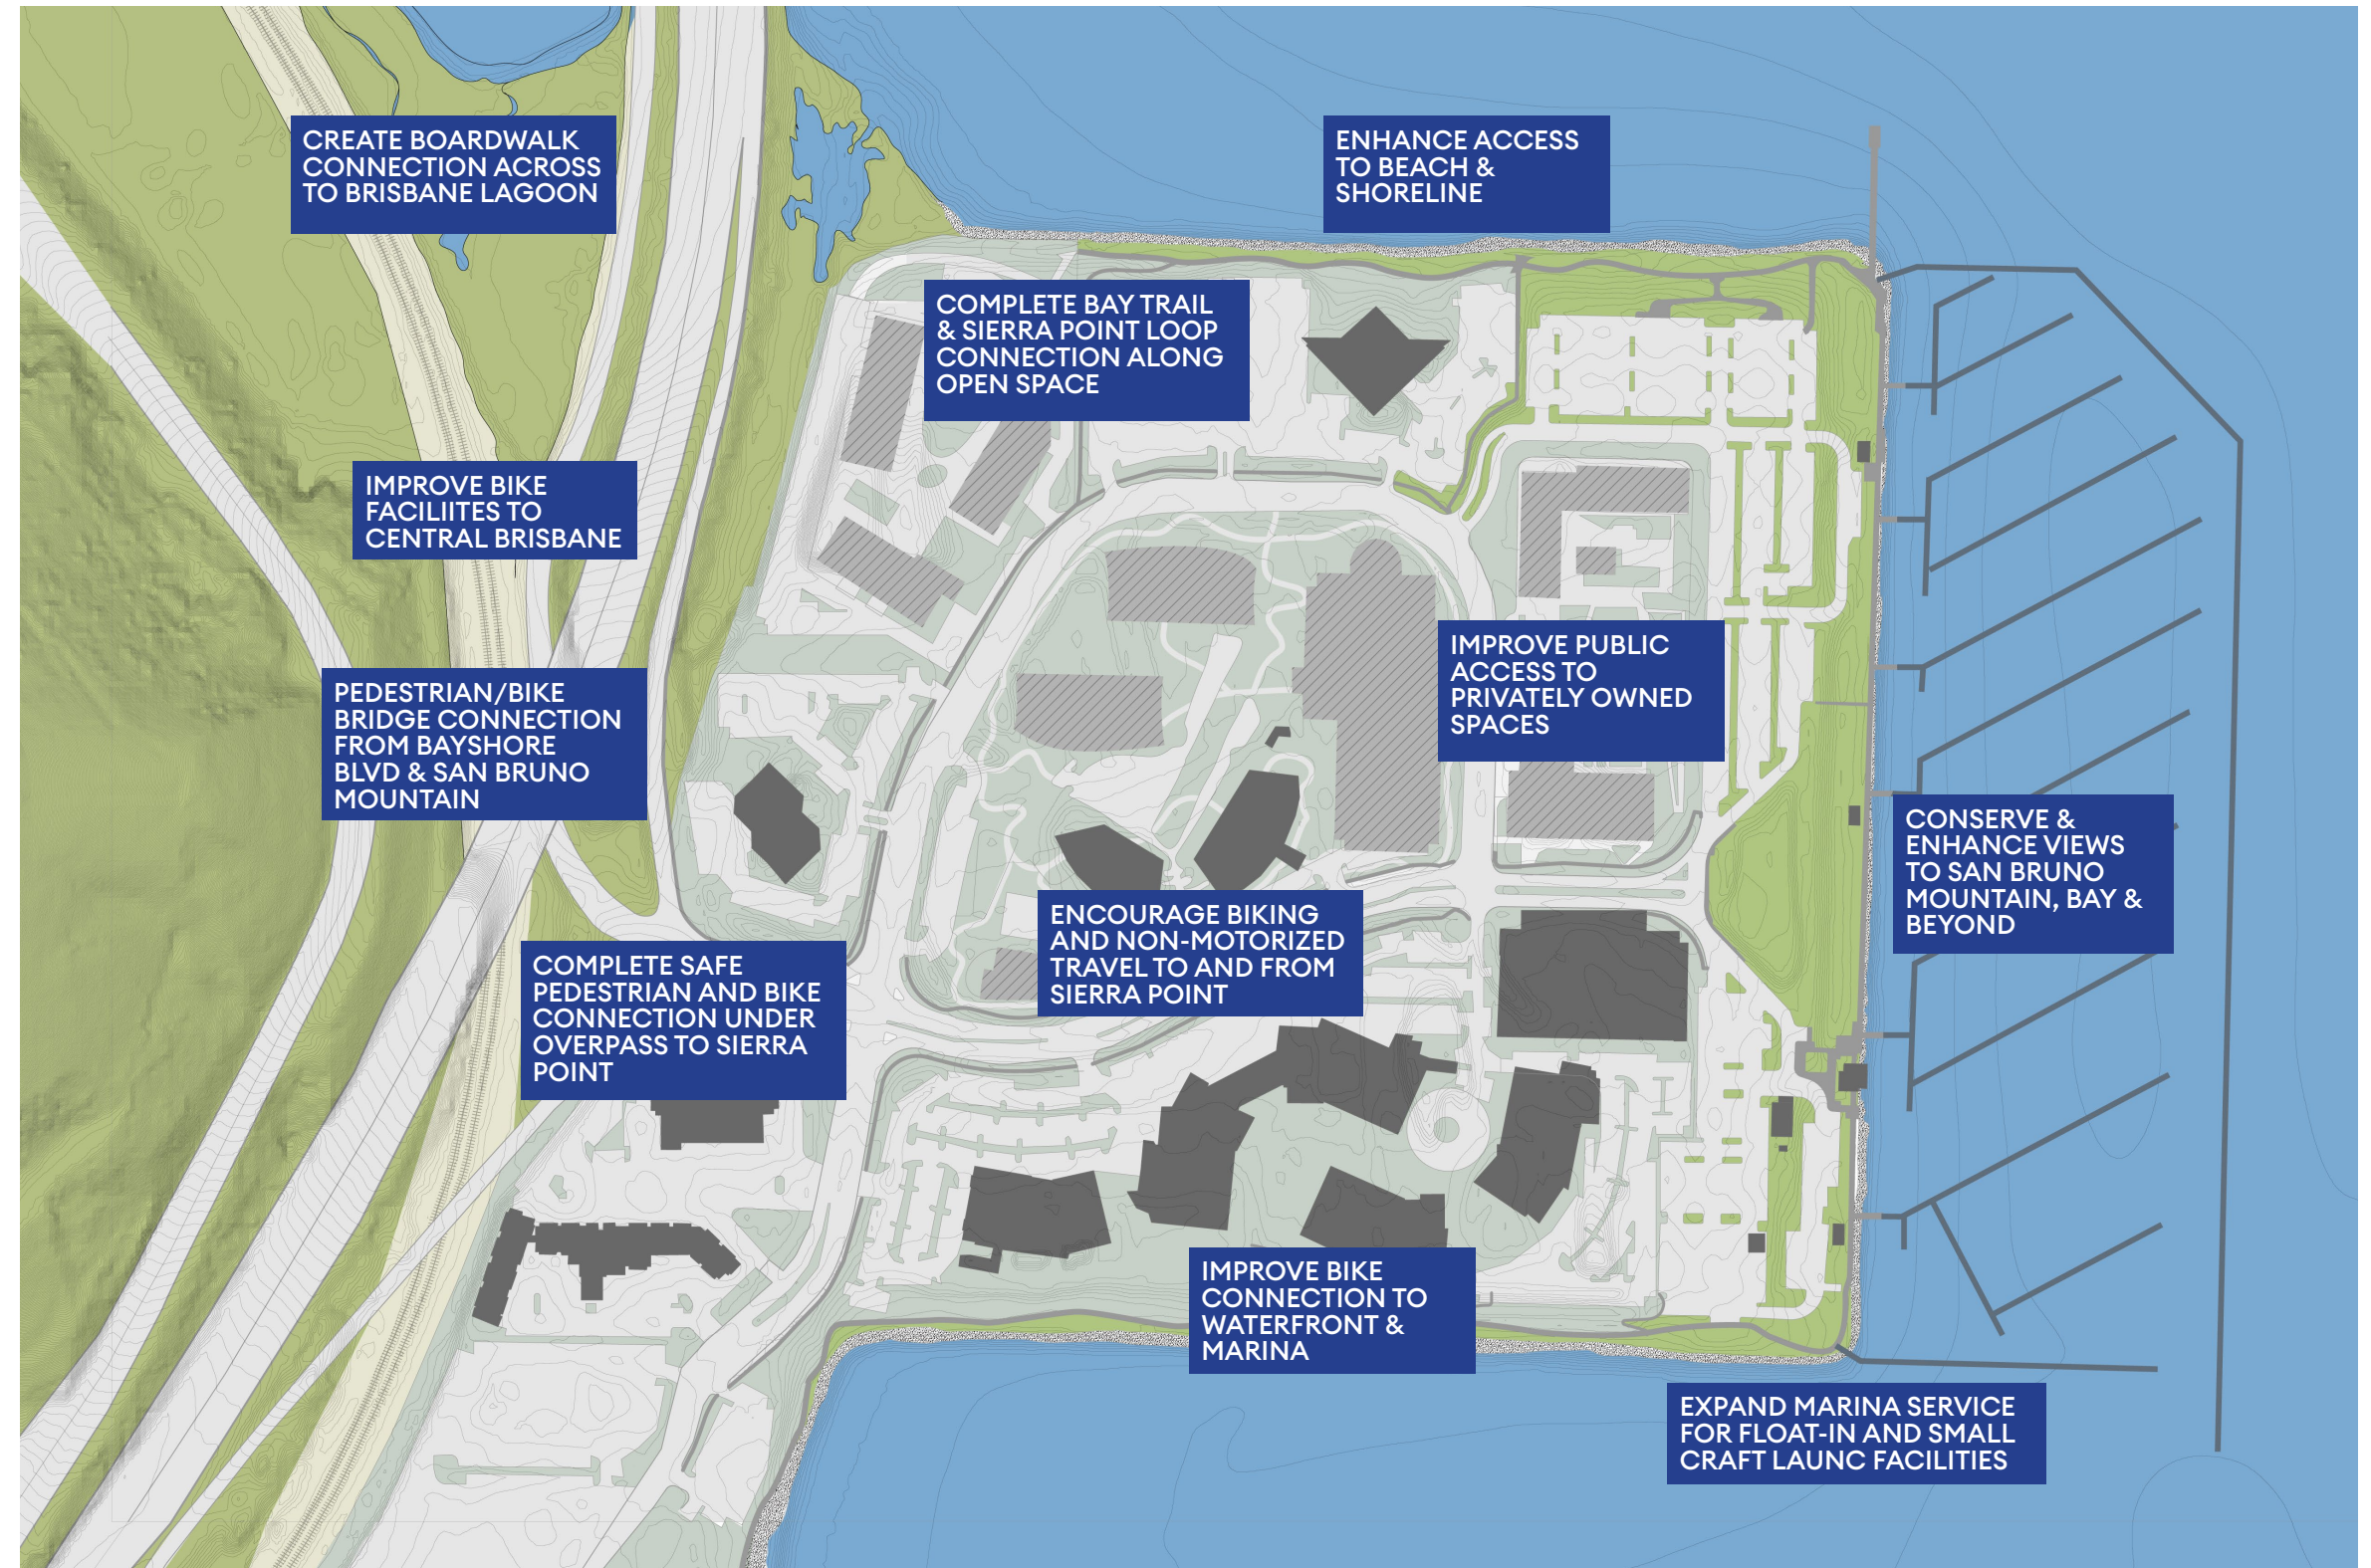 CREATE BOARDWALK
CONNECTION ACROSS
TO BRISBANE LAGOON
ENHANCE ACCESS
TO BEACH &
SHORELINE
COMPLETE BAY TRAIL
& SIERRA POINT LOOP
CONNECTION ALONG
OPEN SPACE
IMPROVE BIKE
FACILIITES TO
CENTRAL BRISBANE
IMPROVE PUBLIC
ACCESS TO
PRIVATELY OWNED
SPACES
PEDESTRIAN/BIKE
BRIDGE CONNECTION
FROM BAYSHORE
BLVD & SAN BRUNO
MOUNTAIN
CONSERVE &
ENHANCE VIEWS
TO SAN BRUNO
MOUNTAIN, BAY &
BEYOND
ENCOURAGE BIKING
AND NON-MOTORIZED
TRAVEL TO AND FROM
SIERRA POINT
COMPLETE SAFE
PEDESTRIAN AND BIKE
CONNECTION UNDER
OVERPASS TO SIERRA
POINT
IMPROVE BIKE
CONNECTION TO
WATERFRONT &
MARINA
EXPAND MARINA SERVICE
FOR FLOAT-IN AND SMALL
CRAFT LAUNC FACILITIES